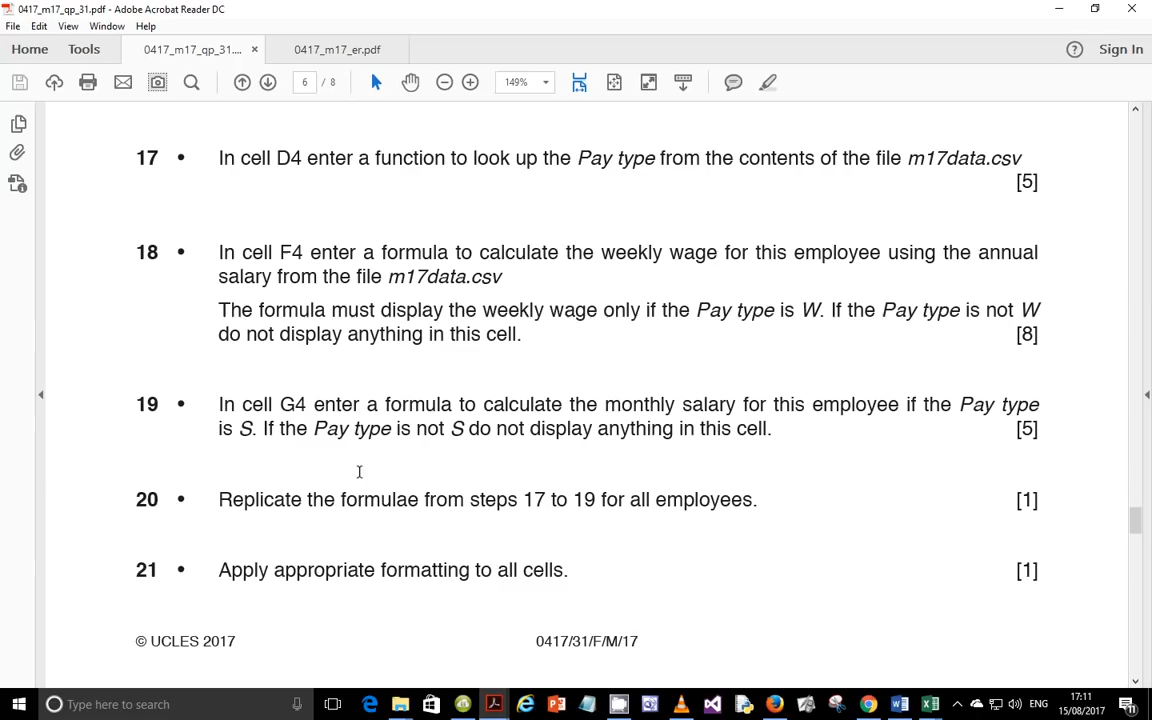 0417_m17_qp_31.pdf - Adobe Acrobat Reader DC
File Edit View Window Help
Home Tools 0417_m17_qp_31.... × 0417_m17_er.pdf Sign In
6 / 8 149%
17 • In cell D4 enter a function to look up the Pay type from the contents of the file m17data.csv
[5]
18 • In cell F4 enter a formula to calculate the weekly wage for this employee using the annual
salary from the file m17data.csv
The formula must display the weekly wage only if the Pay type is W. If the Pay type is not W
do not display anything in this cell. [8]
19 • In cell G4 enter a formula to calculate the monthly salary for this employee if the Pay type
is S. If the Pay type is not S do not display anything in this cell. [5]
20 • Replicate the formulae from steps 17 to 19 for all employees. [1]
21 • Apply appropriate formatting to all cells. [1]
© UCLES 2017 0417/31/F/M/17
Type here to search ENG 17:11
15/08/2017